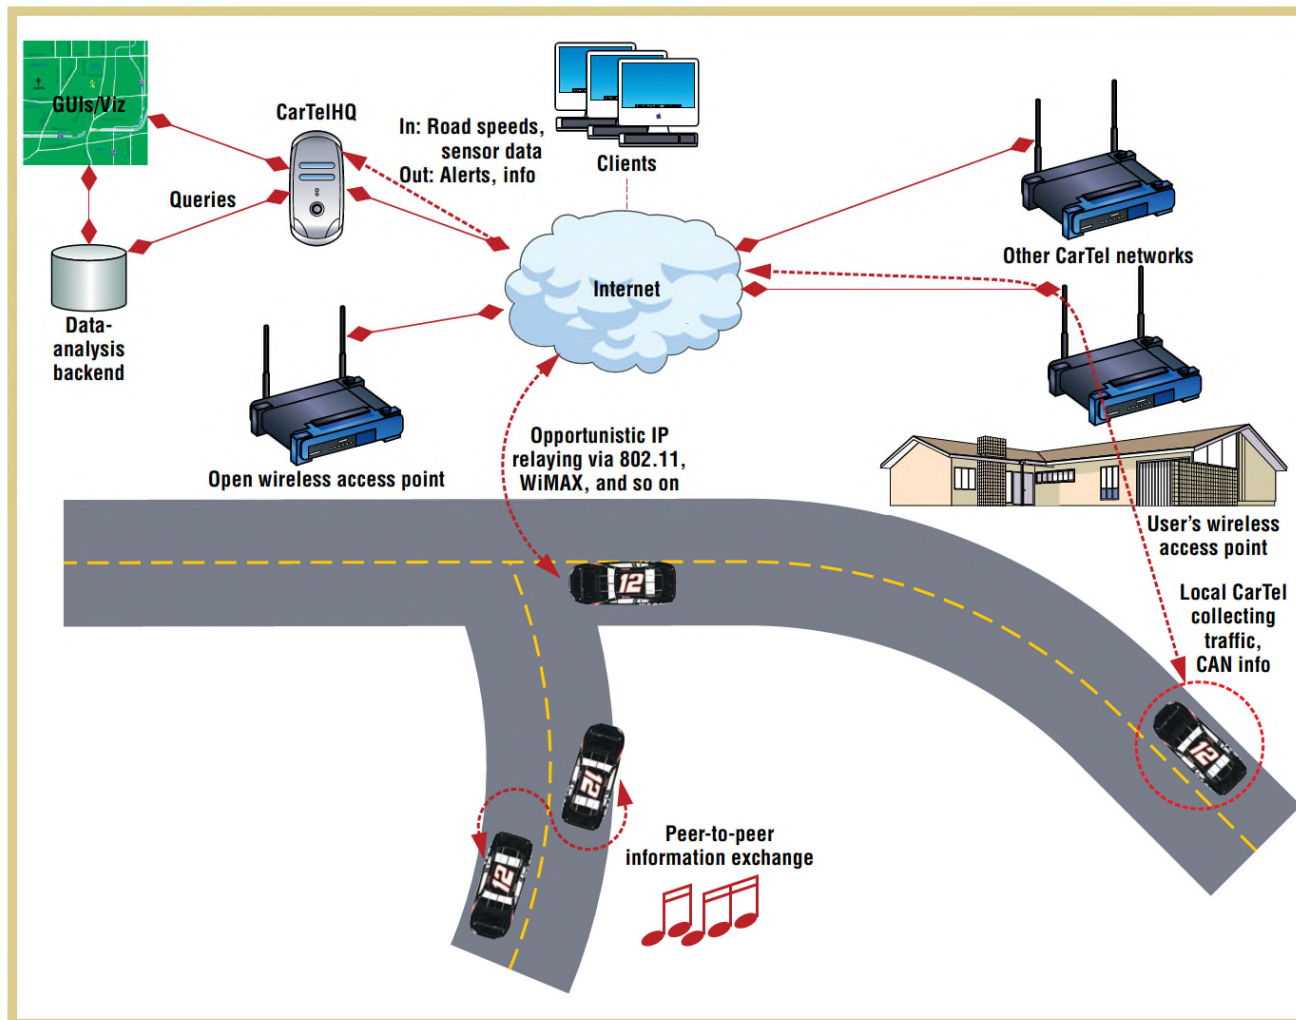 GUIs/Viz
CarTelHQ
In: Road speeds,
sensor data
Out: Alerts, info
Clients
Queries
Other CarTel networks
Internet
Data-
analysis
backend
Open wireless access point
Opportunistic IP
relaying via 802.11,
WiMAX, and so on
User's wireless
access point
12
Local CarTel
collecting
traffic,
CAN info
12
12
12
Peer-to-peer
information exchange